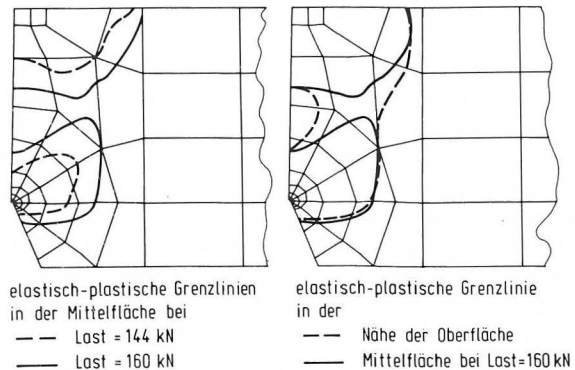 elastisch-plastische Grenzlinien
in der Mittelfläche bei
Last = 144 kN
Last = 160 kN
elastisch-plastische Grenzlinie
in der
Nähe der Oberfläche
Mittelfläche bei Last=160 kN